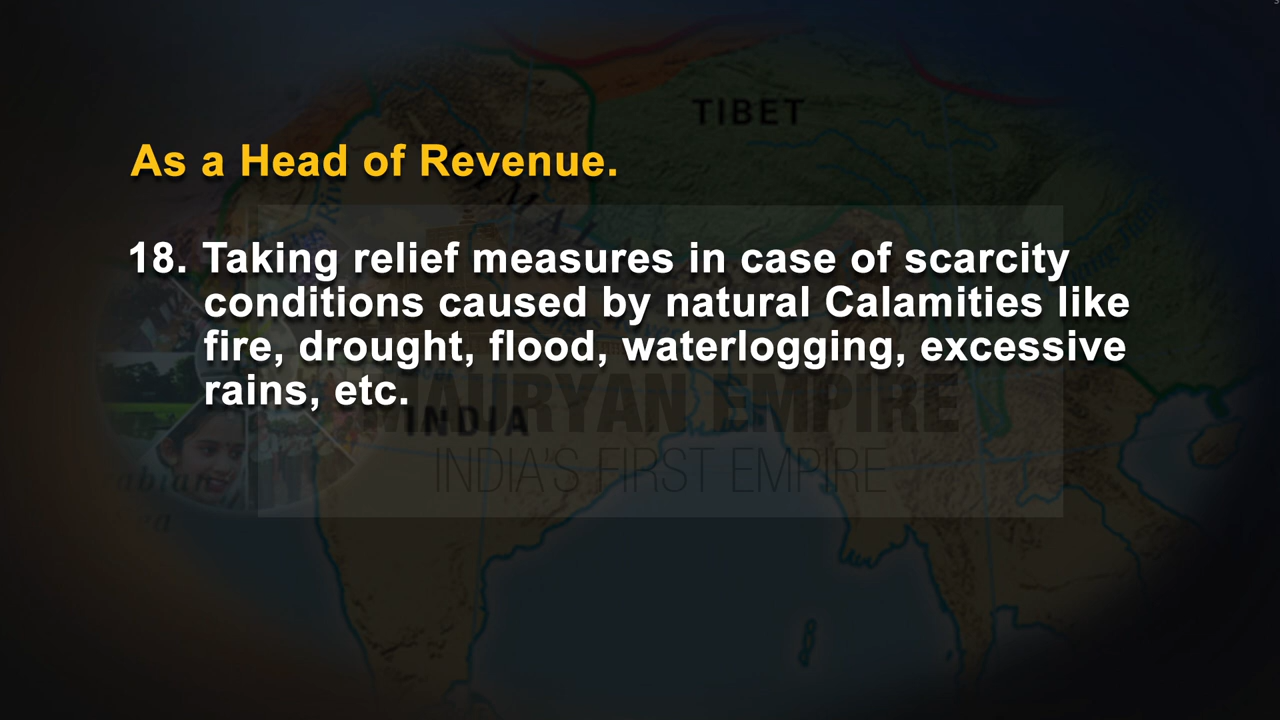 TIBET
As a Head of Revenue.
18. Taking relief measures in case of scarcity
conditions caused by natural Calamities like
fire, drought, flood, waterlogging, excessive
rains, etc.
MAURYAN EMPIRE
INDIA
INDIA'S FIRST EMPIRE